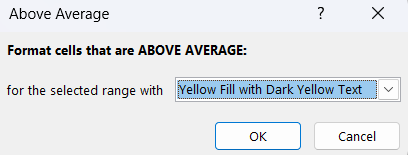 Above Average
?
Format cells that are ABOVE AVERAGE:
for the selected range with Yellow Fill with Dark Yellow Text
OK Cancel